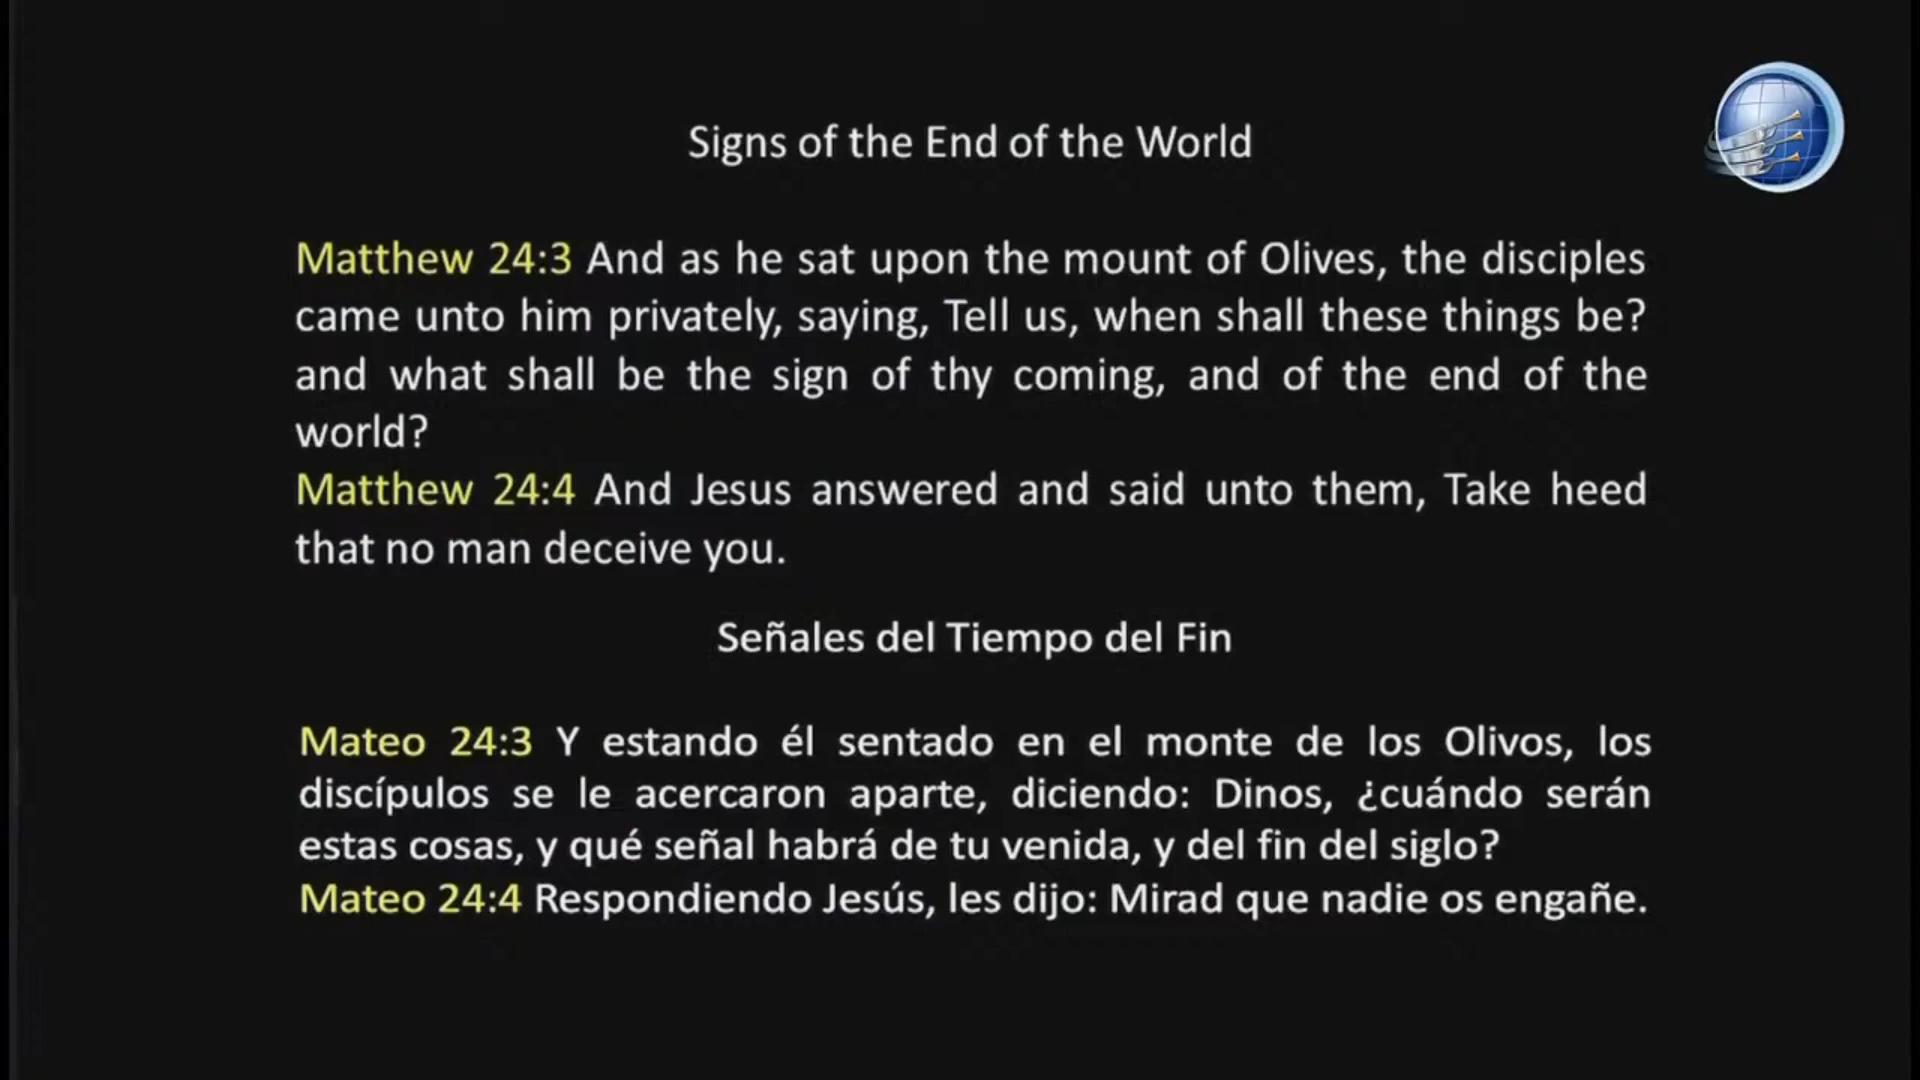 Signs of the End of the World
Matthew 24:3 And as he sat upon the mount of Olives, the disciples
came unto him privately, saying, Tell us, when shall these things be?
and what shall be the sign of thy coming, and of the end of the
world?
Matthew 24:4 And Jesus answered and said unto them, Take heed
that no man deceive you.
Señales del Tiempo del Fin
Mateo 24:3 Y estando él sentado en el monte de los Olivos, los
discípulos se le acercaron aparte, diciendo: Dinos, ¿cuándo serán
estas cosas, y qué señal habrá de tu venida, y del fin del siglo?
Mateo 24:4 Respondiendo Jesús, les dijo: Mirad que nadie os engañe.